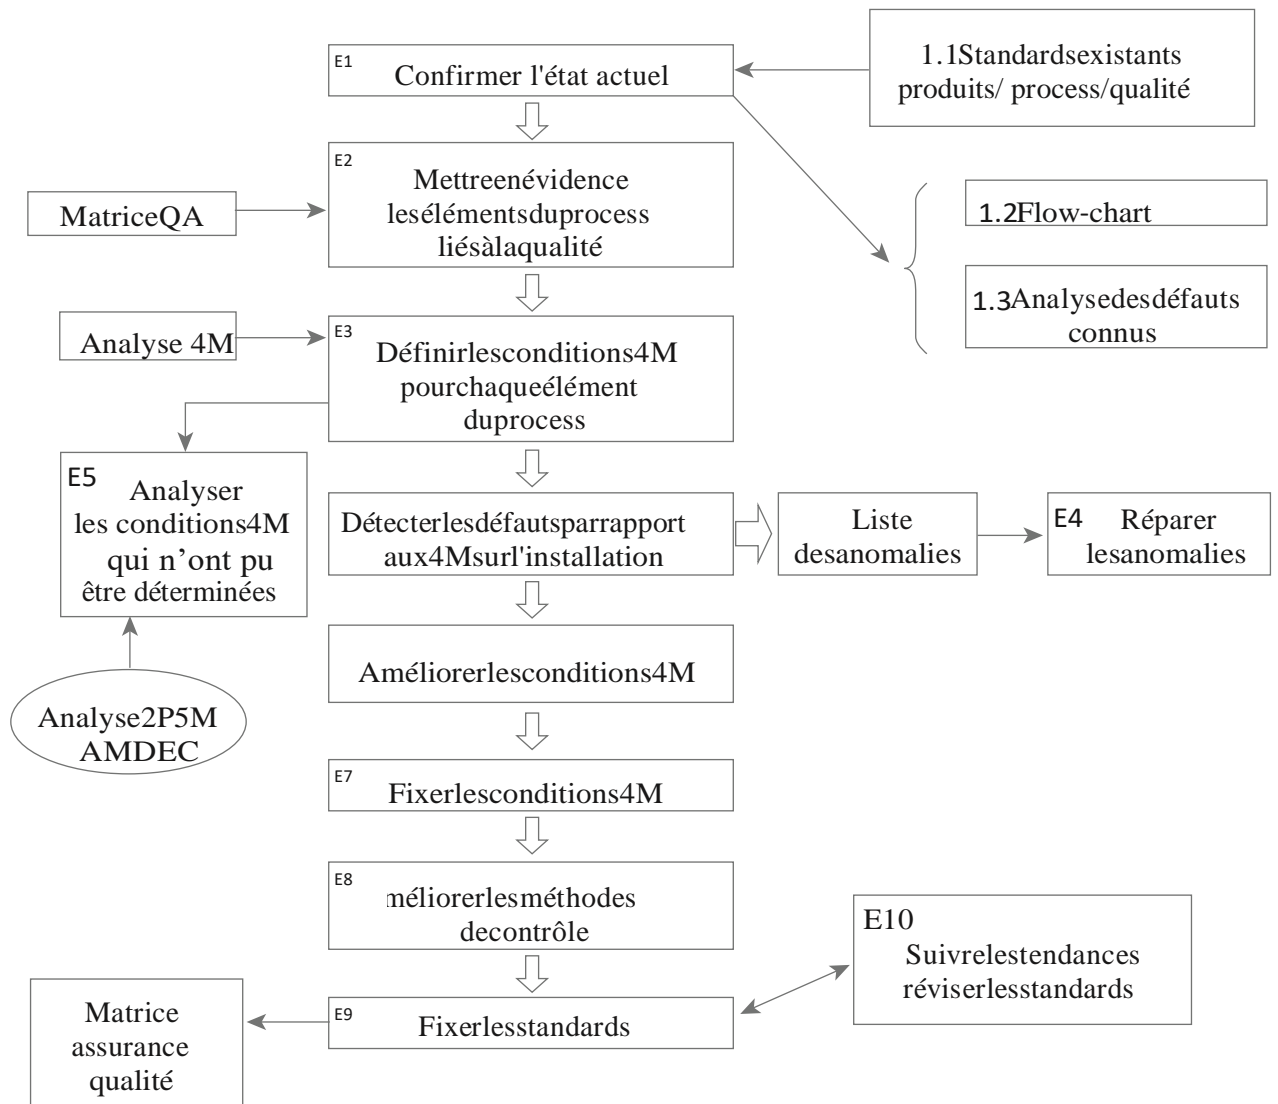 E1
Confirmer l'état actuel
1.1Standardsexistants
produits/ process/qualité
E2
Mettreenévidence
lesélémentsduprocess
liésàlaqualité
MatriceQA
1.2Flow-chart
1.3Analysedesdéfauts
connus
Analyse 4M
E3
Définirlesconditions4M
pourchaqueélément
duprocess
E5
Analyser
les conditions4M
qui n'ont pu
être déterminées
Détecterlesdéfautsparrapport
aux4Msurl'installation
Liste
desanomalies
E4 Réparer
lesanomalies
Améliorerlesconditions4M
Analyse2P5M
AMDEC
E7
Fixerlesconditions4M
E8
méliorerlesméthodes
decontrôle
E10
Suivrelestendances
réviserlesstandards
E9
Fixerlesstandards
Matrice
assurance
qualité